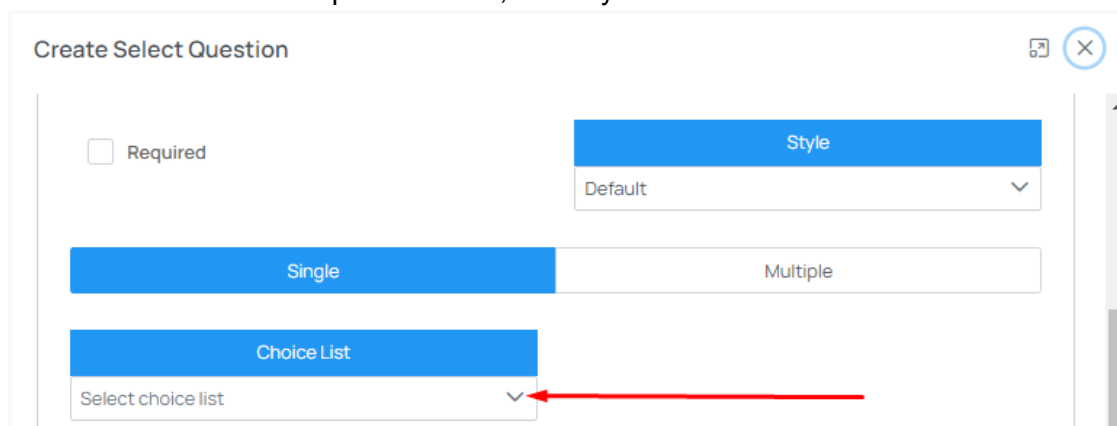 Create Select Question
Required
Style
Default
Single
Multiple
Choice List
Select choice list